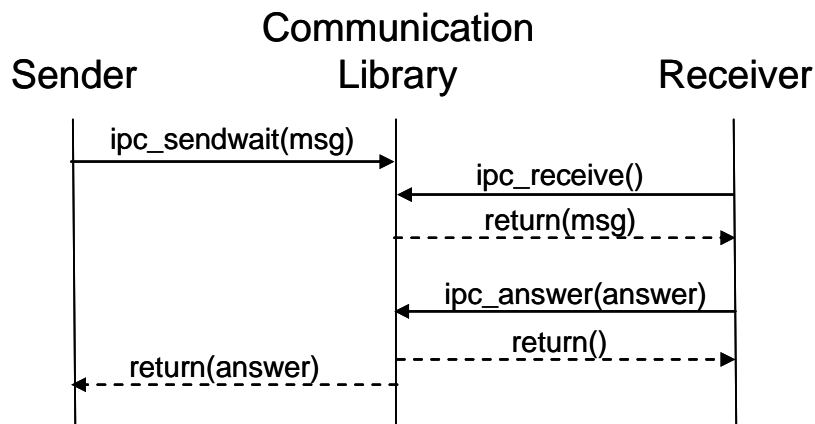 Communication
Sender Library Receiver
ipc_sendwait(msg)
ipc_receive()
return(msg)
ipc_answer(answer)
return()
return(answer)